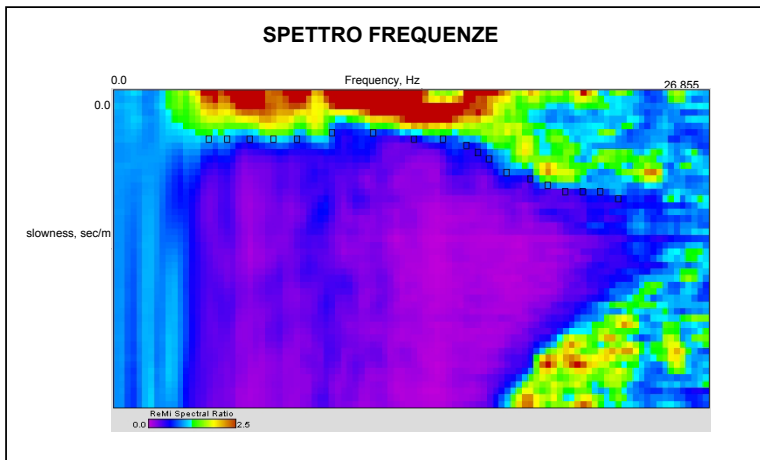 SPETTRO FREQUENZE
0.0 Frequency, Hz 26.855
0.0
slowness, sec/m
ReMi Spectral Ratio
0.0 2.5